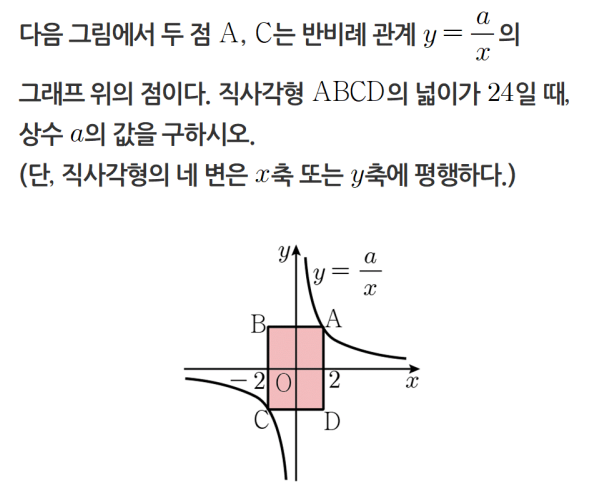 다음 그림에서 두 점 A, C는 반비례 관계 y = a/x 의
그래프 위의 점이다. 직사각형 ABCD의 넓이가 24일 때,
상수 a의 값을 구하시오.
(단, 직사각형의 네 변은 x축 또는 y축에 평행하다.)
y
y = a/x
B A
-2 O 2 x
C D